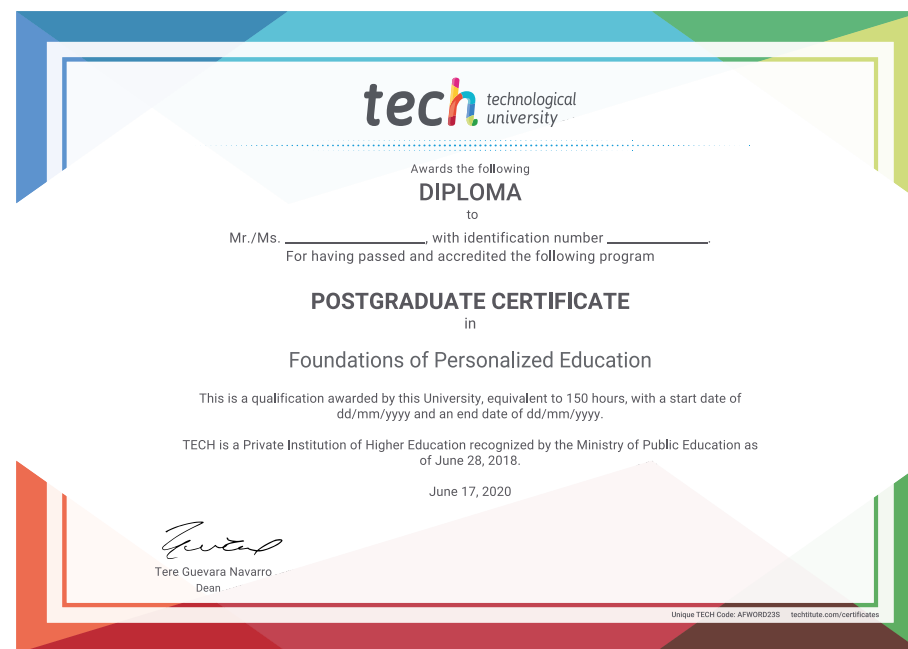 tech technological
university
Awards the following
DIPLOMA
to
Mr./Ms. ____________________, with identification number ______________.
For having passed and accredited the following program
POSTGRADUATE CERTIFICATE
in
Foundations of Personalized Education
This is a qualification awarded by this University, equivalent to 150 hours, with a start date of
dd/mm/yyyy and an end date of dd/mm/yyyy.
TECH is a Private Institution of Higher Education recognized by the Ministry of Public Education as
of June 28, 2018.
June 17, 2020
Tere Guevara Navarro
Dean
Unique TECH Code: AFWORD23S techtitute.com/certificates